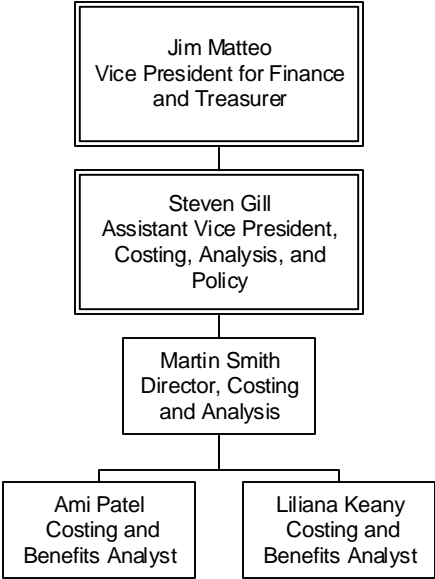 Jim Matteo
Vice President for Finance
and Treasurer
Steven Gill
Assistant Vice President,
Costing, Analysis, and
Policy
Martin Smith
Director, Costing
and Analysis
Ami Patel
Costing and
Benefits Analyst
Liliana Keany
Costing and
Benefits Analyst